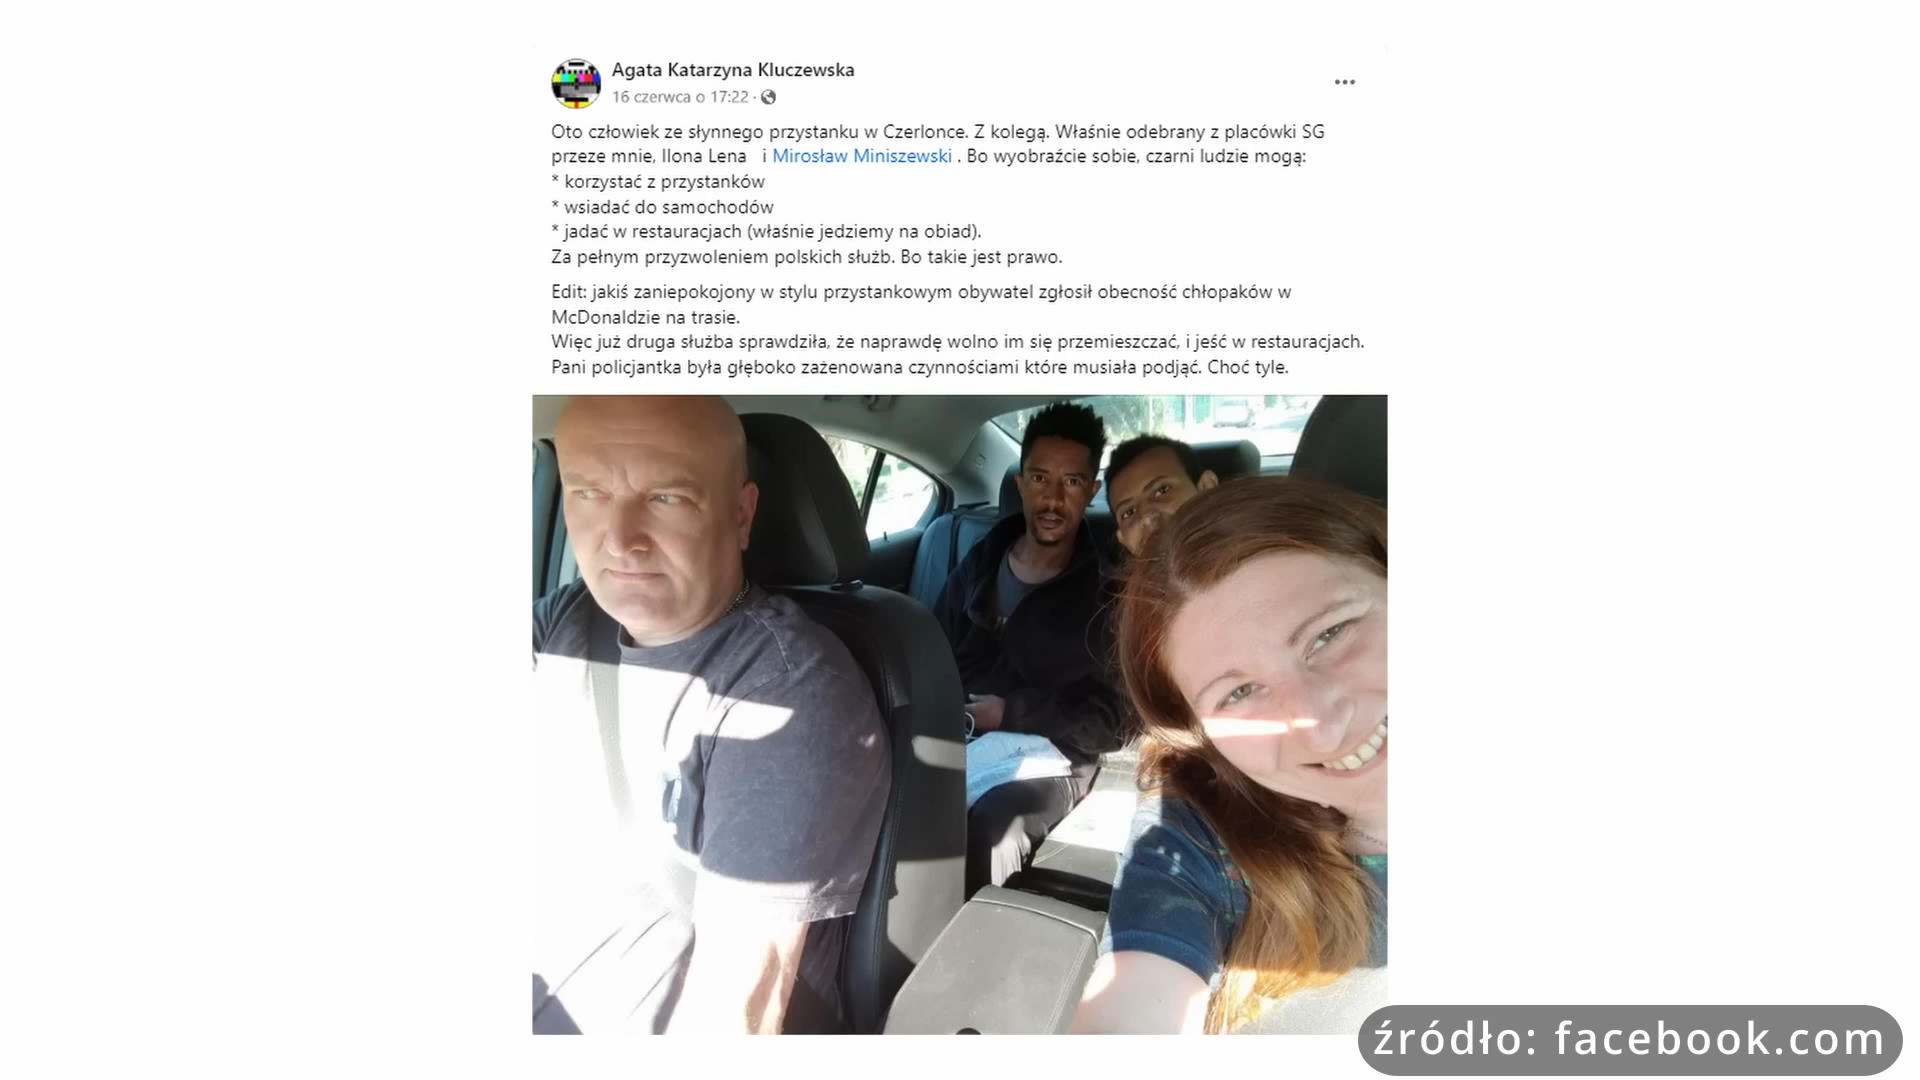 Agata Katarzyna Kluczewska
16 czerwca o 17:22 ·
Oto człowiek ze słynnego przystanku w Czerlonce. Z kolegą. Właśnie odebrany z placówki SG
przeze mnie, Ilona Lena i Mirosław Miniszewski . Bo wyobraźcie sobie, czarni ludzie mogą:
* korzystać z przystanków
* wsiadać do samochodów
* jadać w restauracjach (właśnie jedziemy na obiad).
Za pełnym przyzwoleniem polskich służb. Bo takie jest prawo.
Edit: jakiś zaniepokojony w stylu przystankowym obywatel zgłosił obecność chłopaków w
McDonaldzie na trasie.
Więc już druga służba sprawdziła, że naprawdę wolno im się przemieszczać, i jeść w restauracjach.
Pani policjantka była głęboko zażenowana czynnościami które musiała podjąć. Choć tyle.
źródło: facebook.com